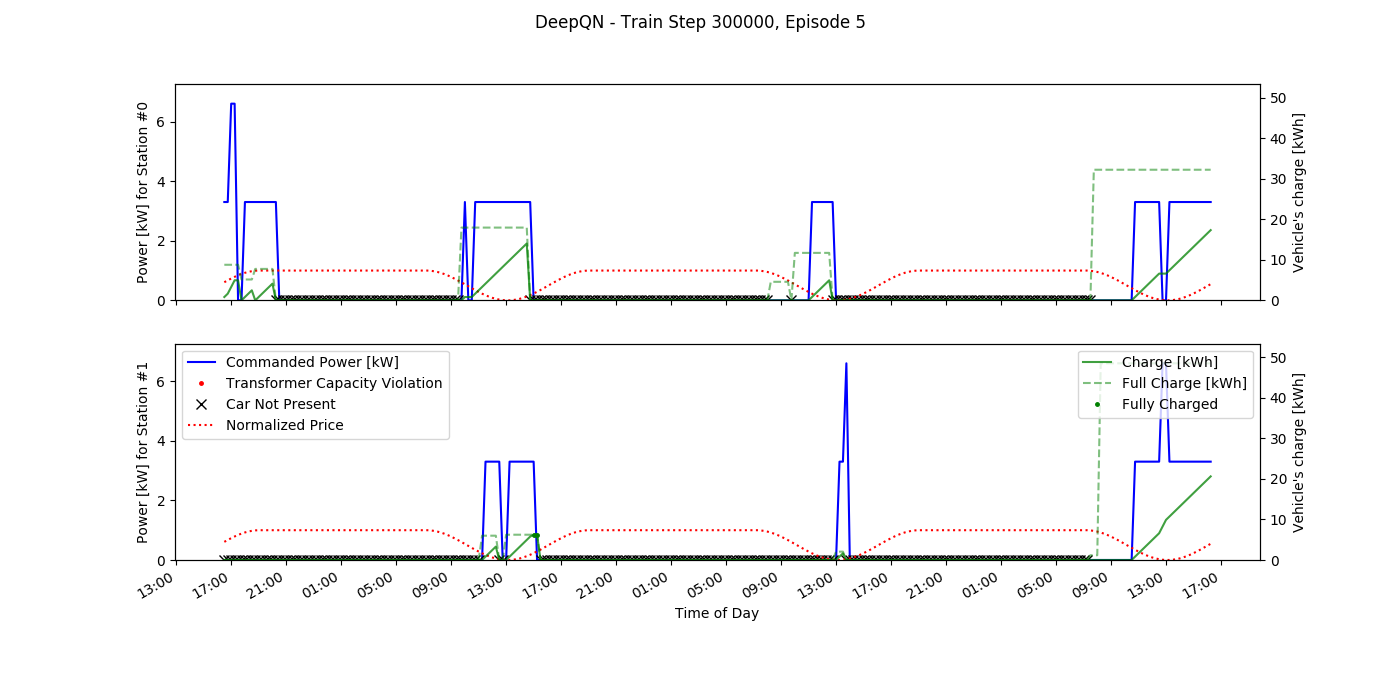 DeepQN - Train Step 300000, Episode 5
Power [kW] for Station #0
6
4
2
0
50
40
30
20
10
0
Vehicle's charge [kWh]
Power [kW] for Station #1
6
4
2
0
Commanded Power [kW]
Transformer Capacity Violation
Car Not Present
Normalized Price
Charge [kWh]
Full Charge [kWh]
Fully Charged
50
40
30
20
10
0
Vehicle's charge [kWh]
13:00 17:00 21:00 01:00 05:00 09:00 13:00 17:00 21:00 01:00 05:00 09:00 13:00 17:00 21:00 01:00 05:00 09:00 13:00 17:00
Time of Day